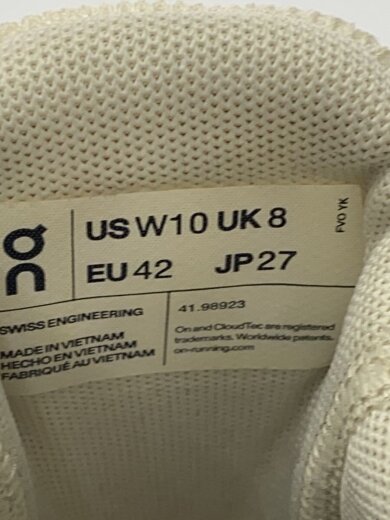 On
US W10 UK 8
EU 42 JP 27
FVO YK
SWISS ENGINEERING
MADE IN VIETNAM
HECHO EN VIETNAM
FABRIQUÉ AU VIETNAM
41.98923
On and CloudTec are registered
trademarks. Worldwide patents.
on-running.com